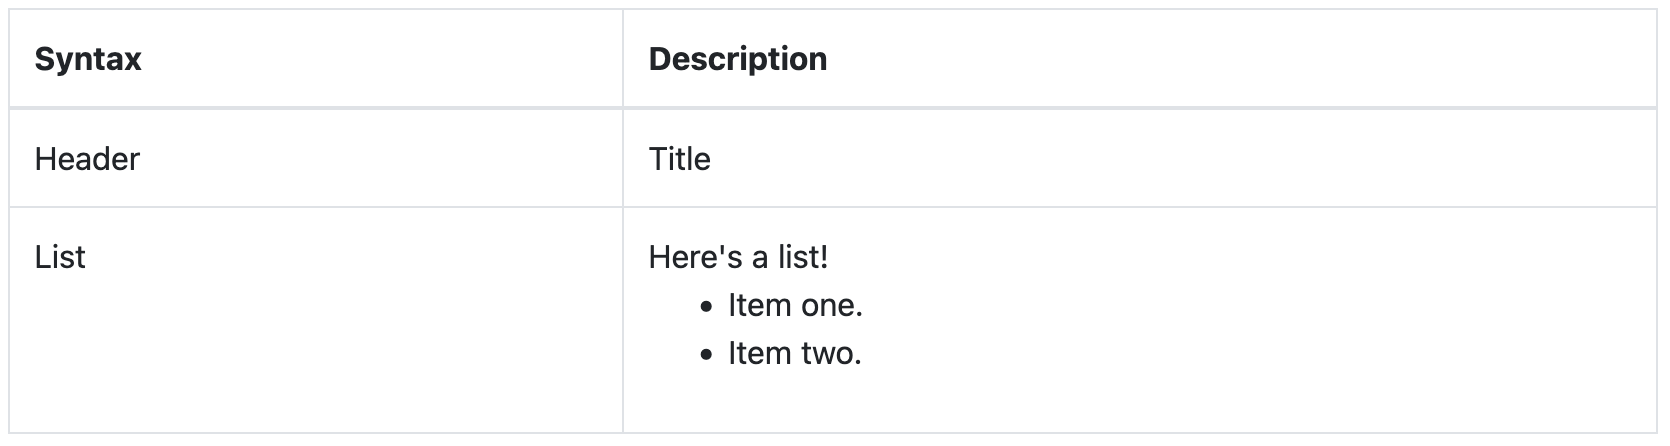 Syntax Description
Header Title
List Here's a list!
• Item one.
• Item two.